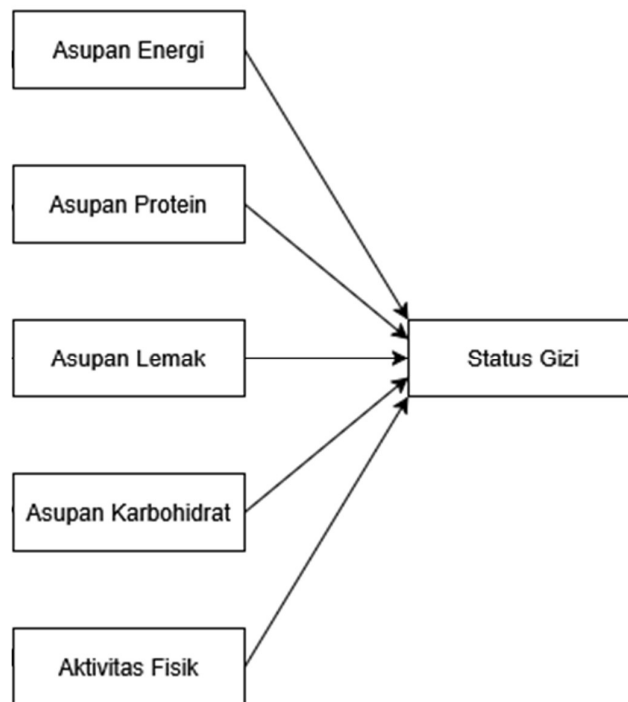 Asupan Energi
Asupan Protein
Asupan Lemak
Status Gizi
Asupan Karbohidrat
Aktivitas Fisik